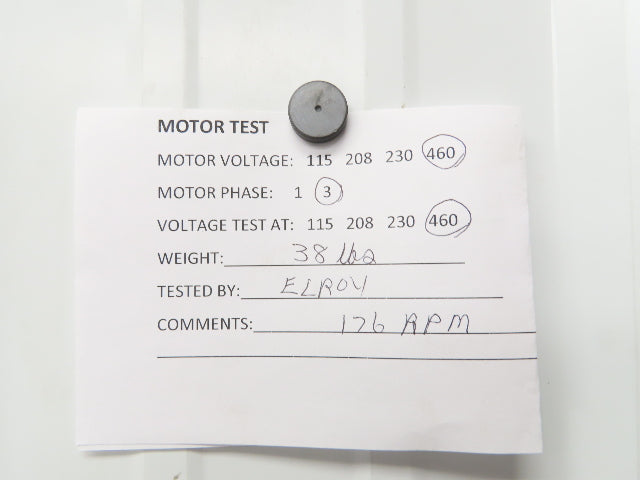 MOTOR TEST
MOTOR VOLTAGE: 115 208 230 460
MOTOR PHASE: 1 3
VOLTAGE TEST AT: 115 208 230 460
WEIGHT: 38 lbs
TESTED BY: ELROY
COMMENTS: 176 RPM